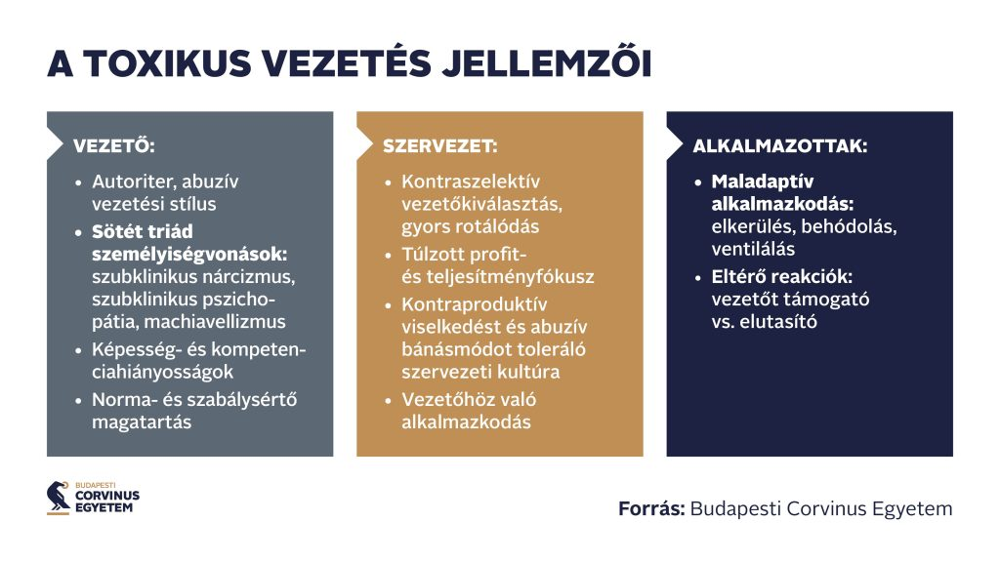 A TOXIKUS VEZETÉS JELLEMZŐI
VEZETŐ:
• Autoriter, abuzív
vezetési stílus
• Sötét triád
személyiségvonások:
szubklinikus nárcizmus,
szubklinikus pszicho-
pátia, machiavellizmus
• Képesség- és kompeten-
ciahiányosságok
• Norma- és szabálysértő
magatartás
SZERVEZET:
• Kontraszelektív
vezetőkiválasztás,
gyors rotálódás
• Túlzott profit-
és teljesítményfókusz
• Kontraproduktív
viselkedést és abuzív
bánásmódot toleráló
szervezeti kultúra
• Vezetőhöz való
alkalmazkodás
ALKALMAZOTTAK:
• Maladaptív
alkalmazkodás:
elkerülés, behódolás,
ventilálás
• Eltérő reakciók:
vezetőt támogató
vs. elutasító
BUDAPESTI
CORVINUS
EGYETEM
Forrás: Budapesti Corvinus Egyetem